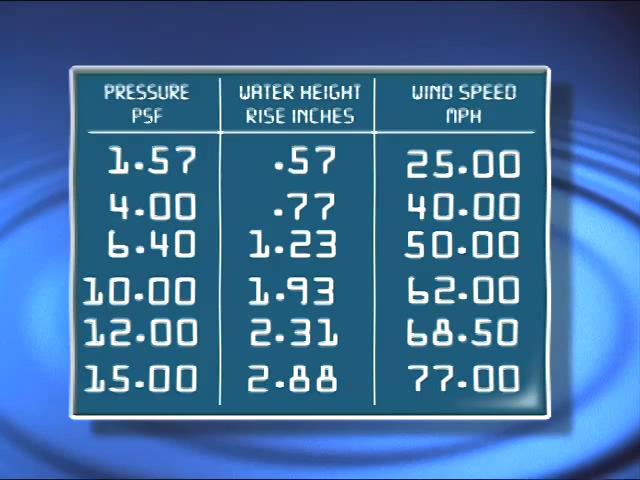 PRESSURE PSF WATER HEIGHT RISE INCHES WIND SPEED MPH
1.57 .57 25.00
4.00 .77 40.00
6.40 1.23 50.00
10.00 1.93 62.00
12.00 2.31 68.50
15.00 2.88 77.00